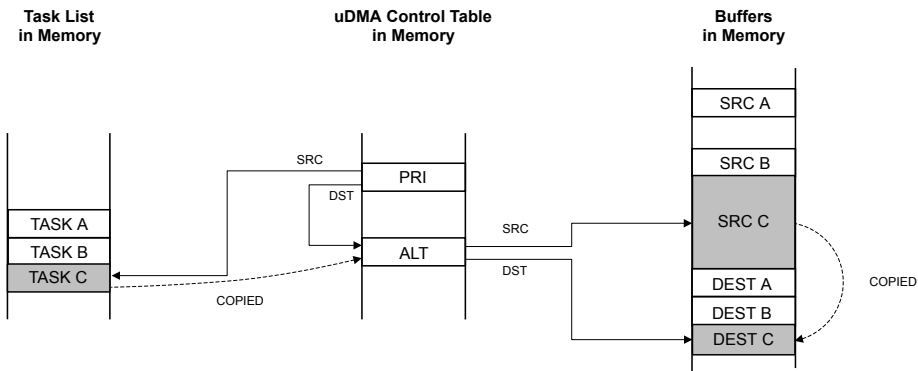 Task List
in Memory
uDMA Control Table
in Memory
Buffers
in Memory
SRC A
SRC B
SRC
PRI
DST
TASK A
TASK B
TASK C
ALT
SRC
DST
COPIED
SRC C
DEST A
DEST B
DEST C
COPIED